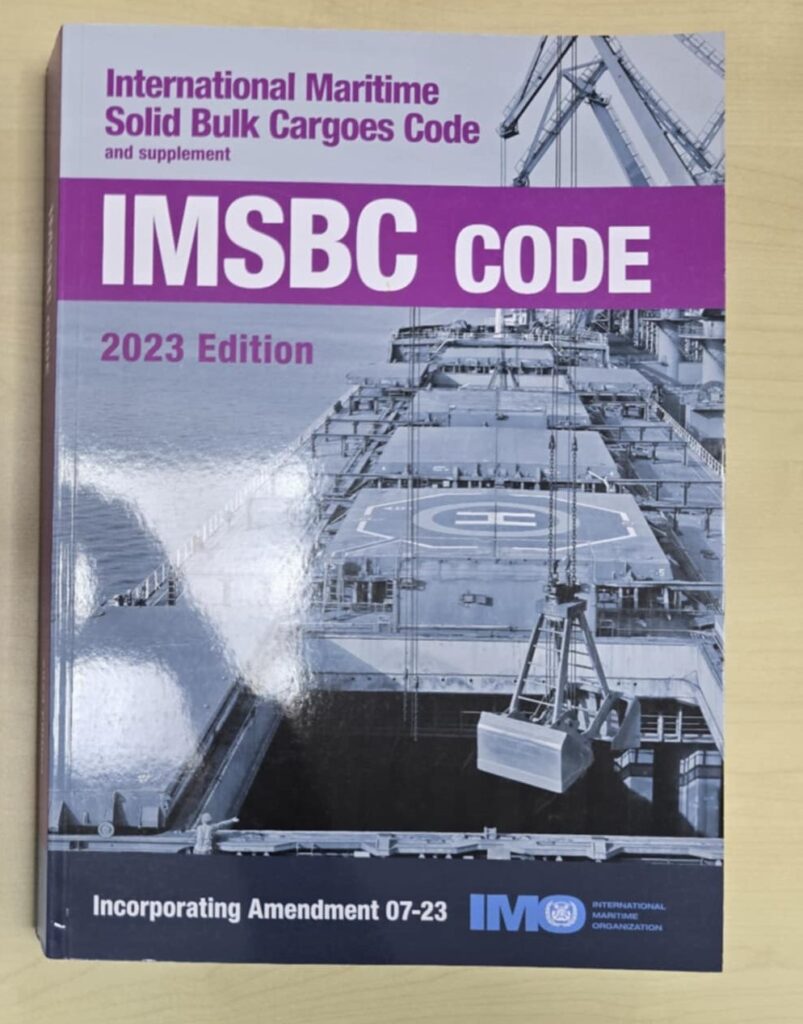 International Maritime
Solid Bulk Cargoes Code
and supplement
IMSBC CODE
2023 Edition
H
Incorporating Amendment 07-23
IMO
INTERNATIONAL
MARITIME
ORGANIZATION